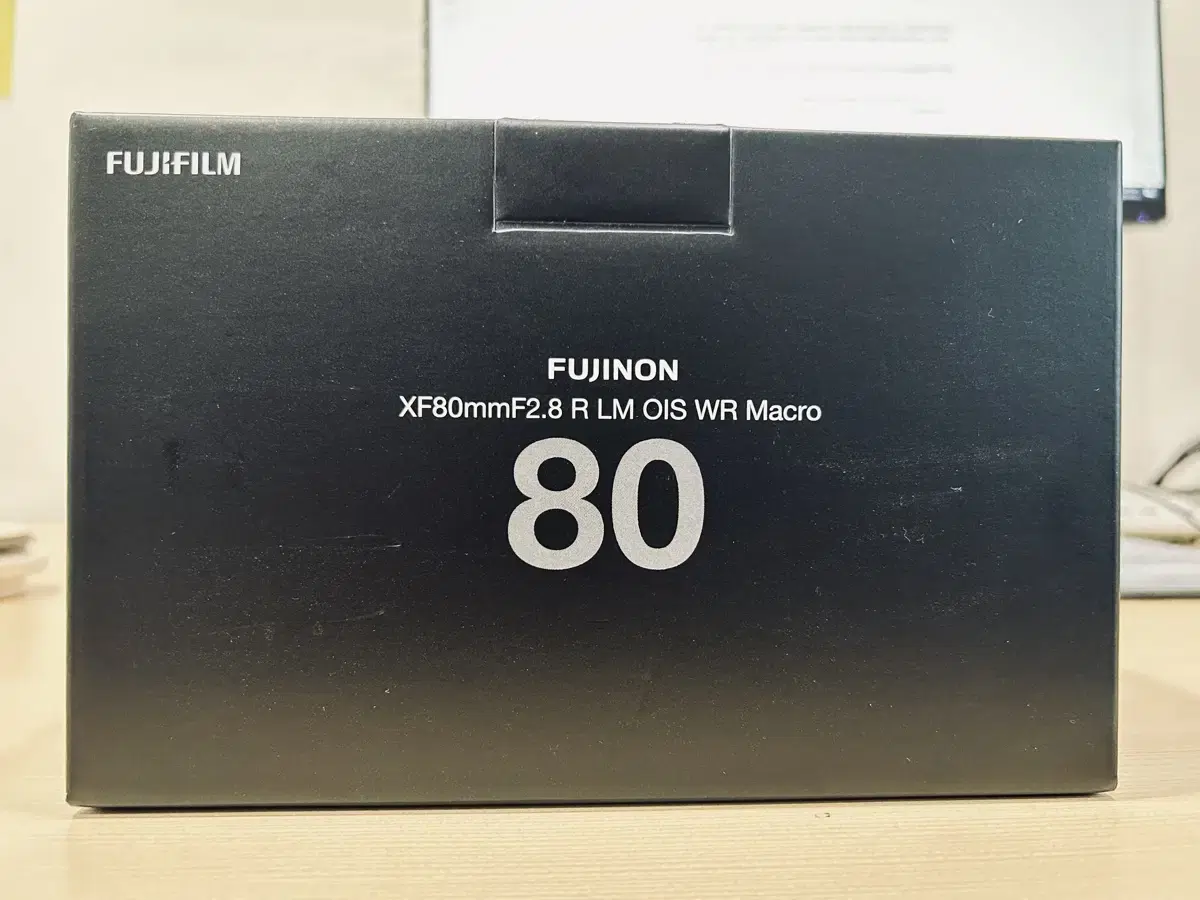 FUJIFILM
FUJINON
XF80mmF2.8 R LM OIS WR Macro
80